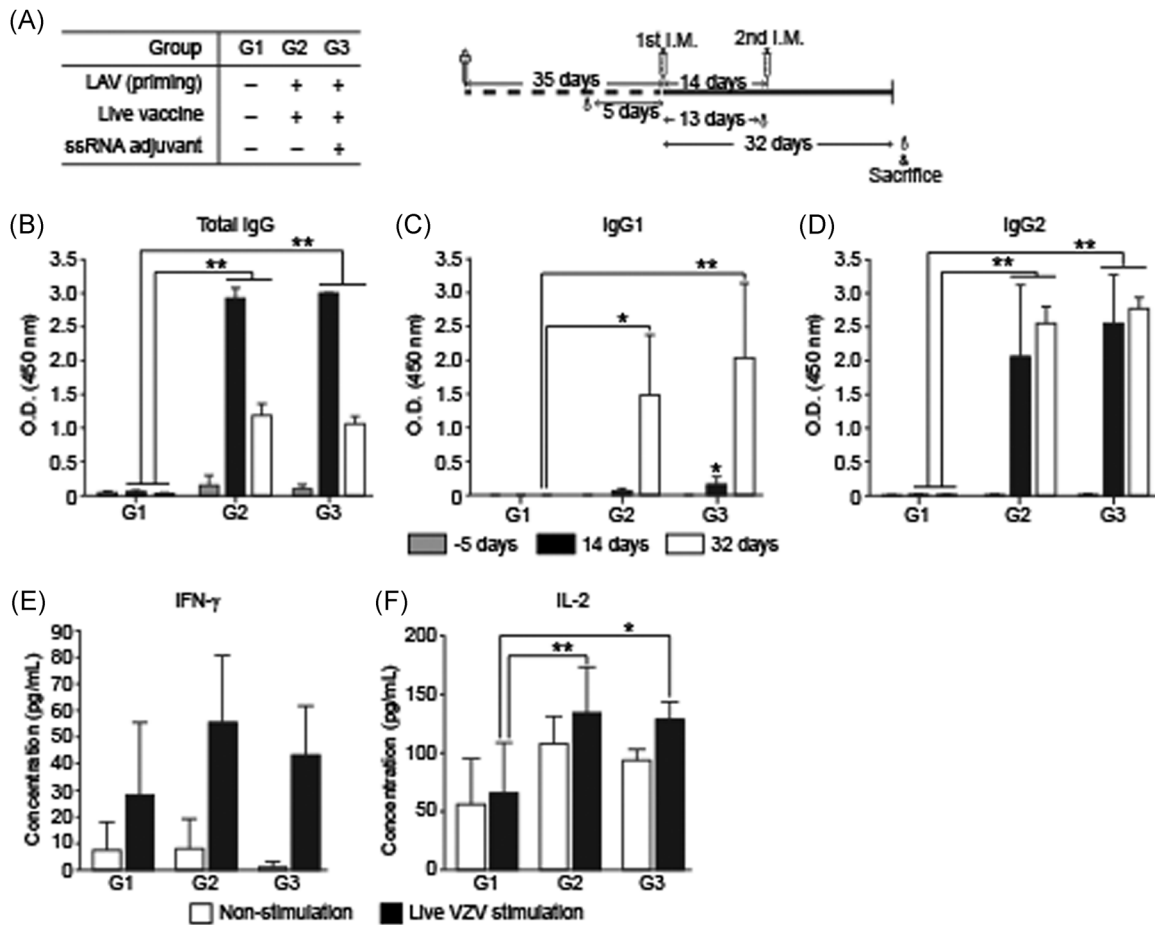 (A)
Group G1 G2 G3
LAV (priming) – + +
Live vaccine – + +
ssRNA adjuvant – – +
1st I.M. 2nd I.M.
35 days 14 days
5 days 13 days
32 days
&
Sacrifice
(B) Total IgG
**
**
O.D. (450 nm)
3.5
3.0
2.5
2.0
1.5
1.0
0.5
0
G1 G2 G3
(C) IgG1
**
*
*
O.D. (450 nm)
3.5
3.0
2.5
2.0
1.5
1.0
0.5
0
G1 G2 G3
(D) IgG2
**
**
O.D. (450 nm)
3.5
3.0
2.5
2.0
1.5
1.0
0.5
0
G1 G2 G3
-5 days 14 days 32 days
(E) IFN-γ
Concentration (pg/mL)
90
80
70
60
50
40
30
20
10
0
G1 G2 G3
(F) IL-2
*
**
Concentration (pg/mL)
200
150
100
50
0
G1 G2 G3
Non-stimulation Live VZV stimulation